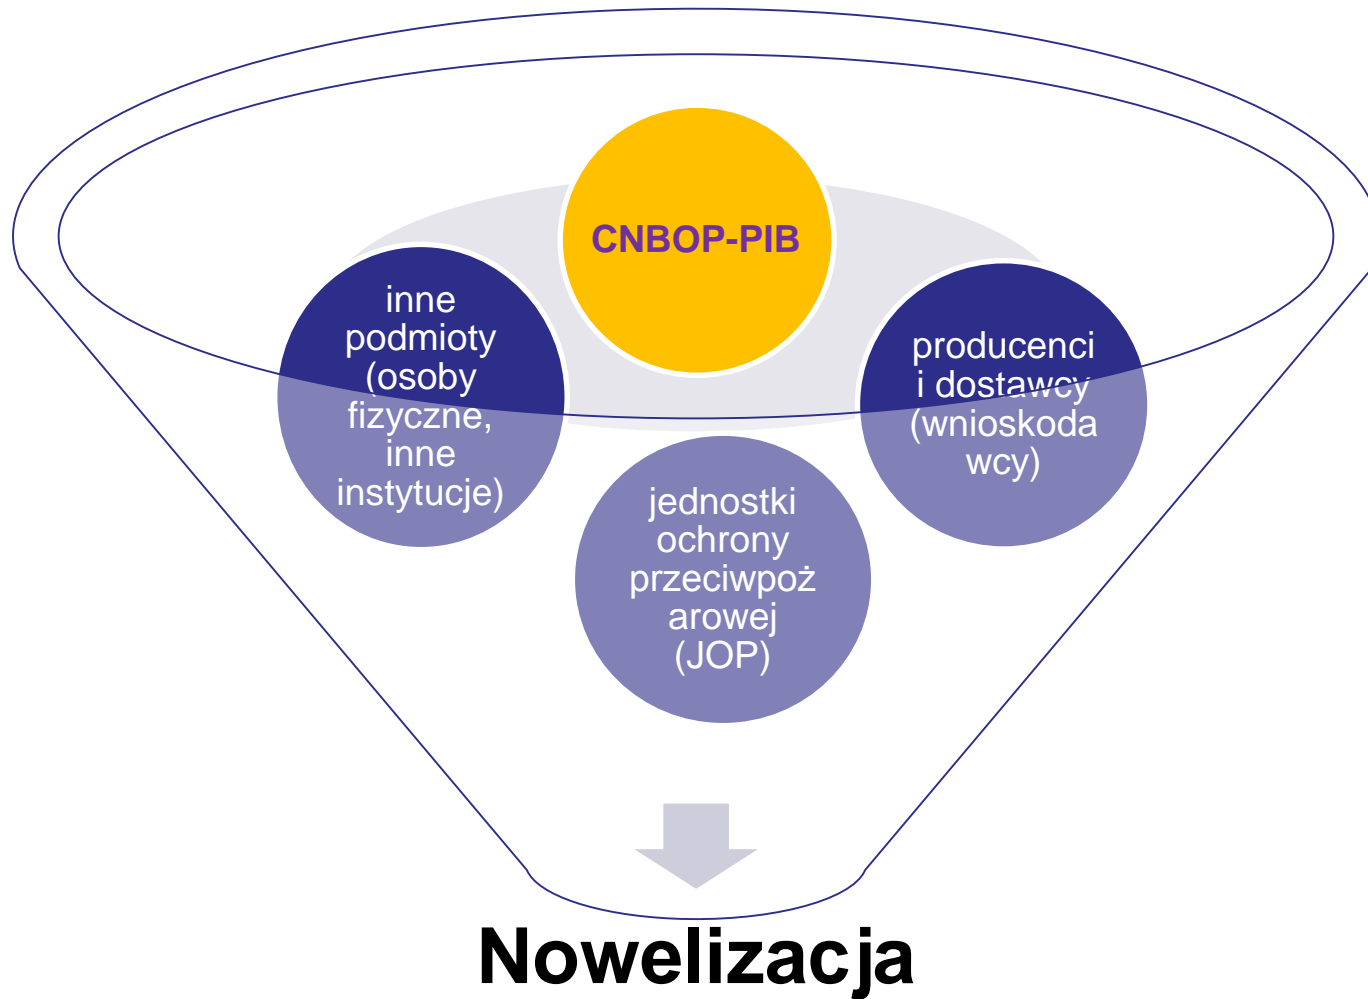 CNBOP-PIB
inne
podmioty
(osoby
fizyczne,
inne
instytucje)
producenci
i dostawcy
(wnioskoda
wcy)
jednostki
ochrony
przeciwpoż
arowej
(JOP)
Nowelizacja